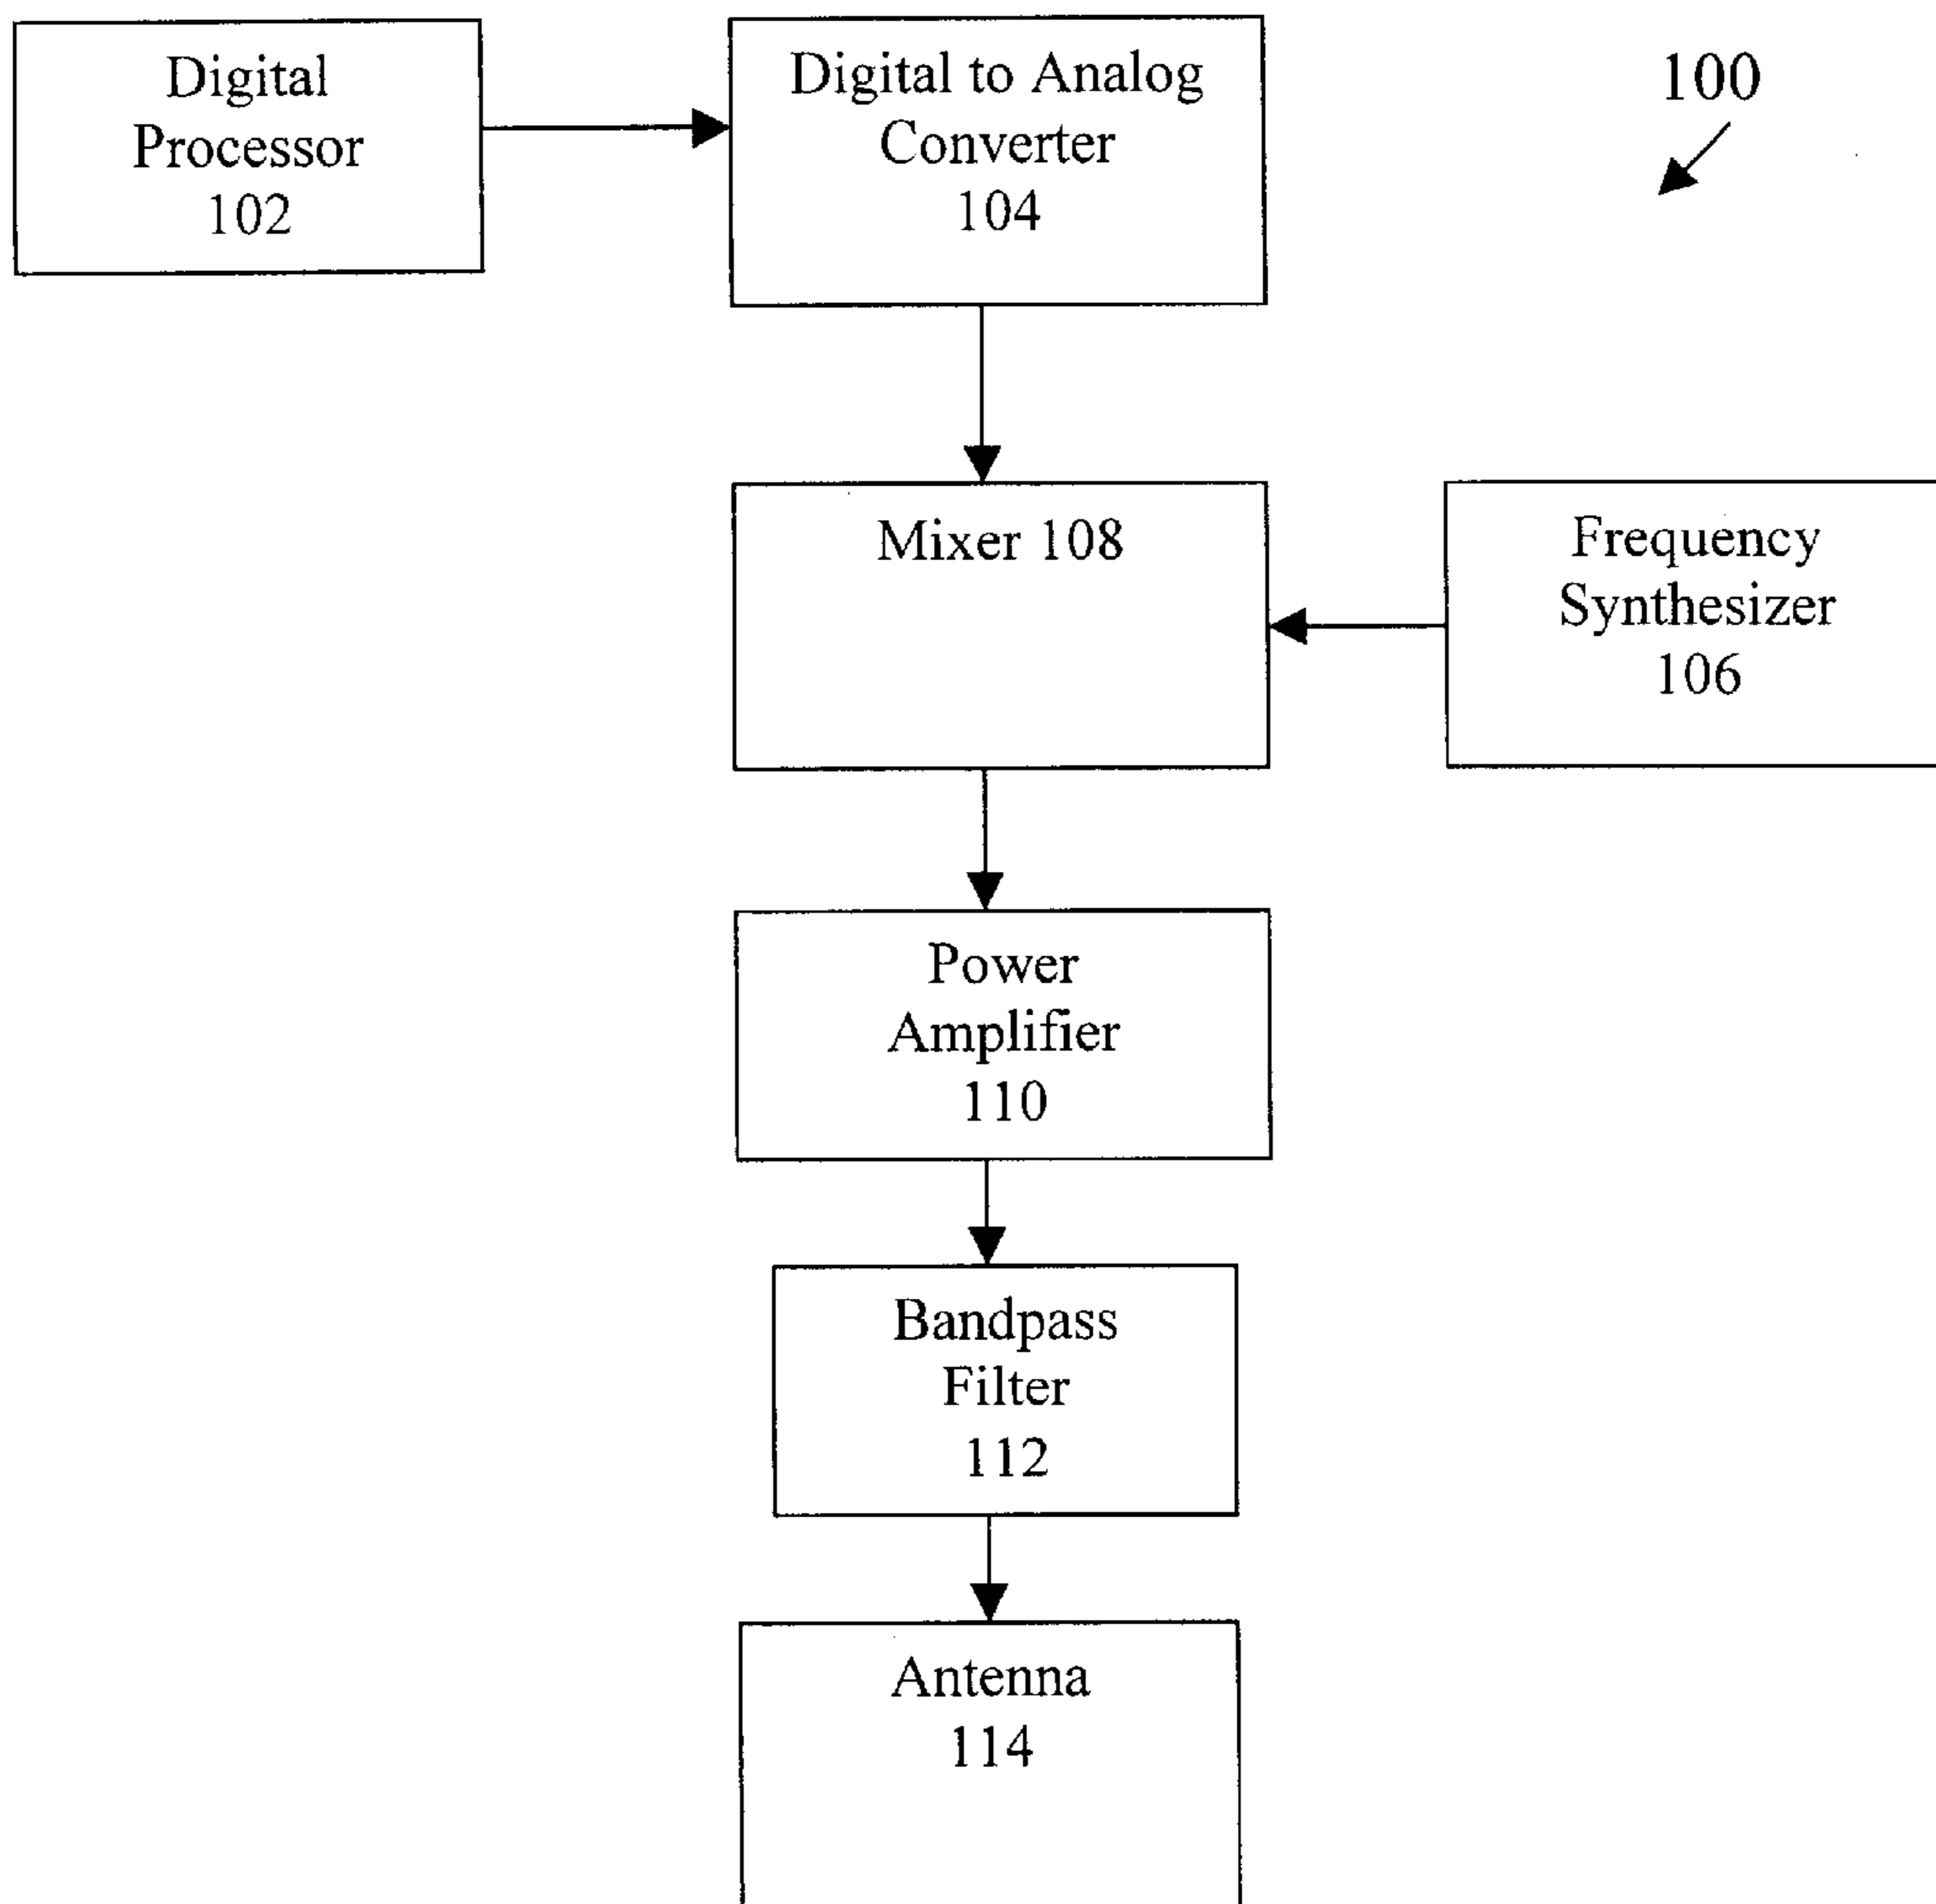 Digital
Processor
102
Digital to Analog
Converter
104
100
Mixer 108
Frequency
Synthesizer
106
Power
Amplifier
110
Bandpass
Filter
112
Antenna
114